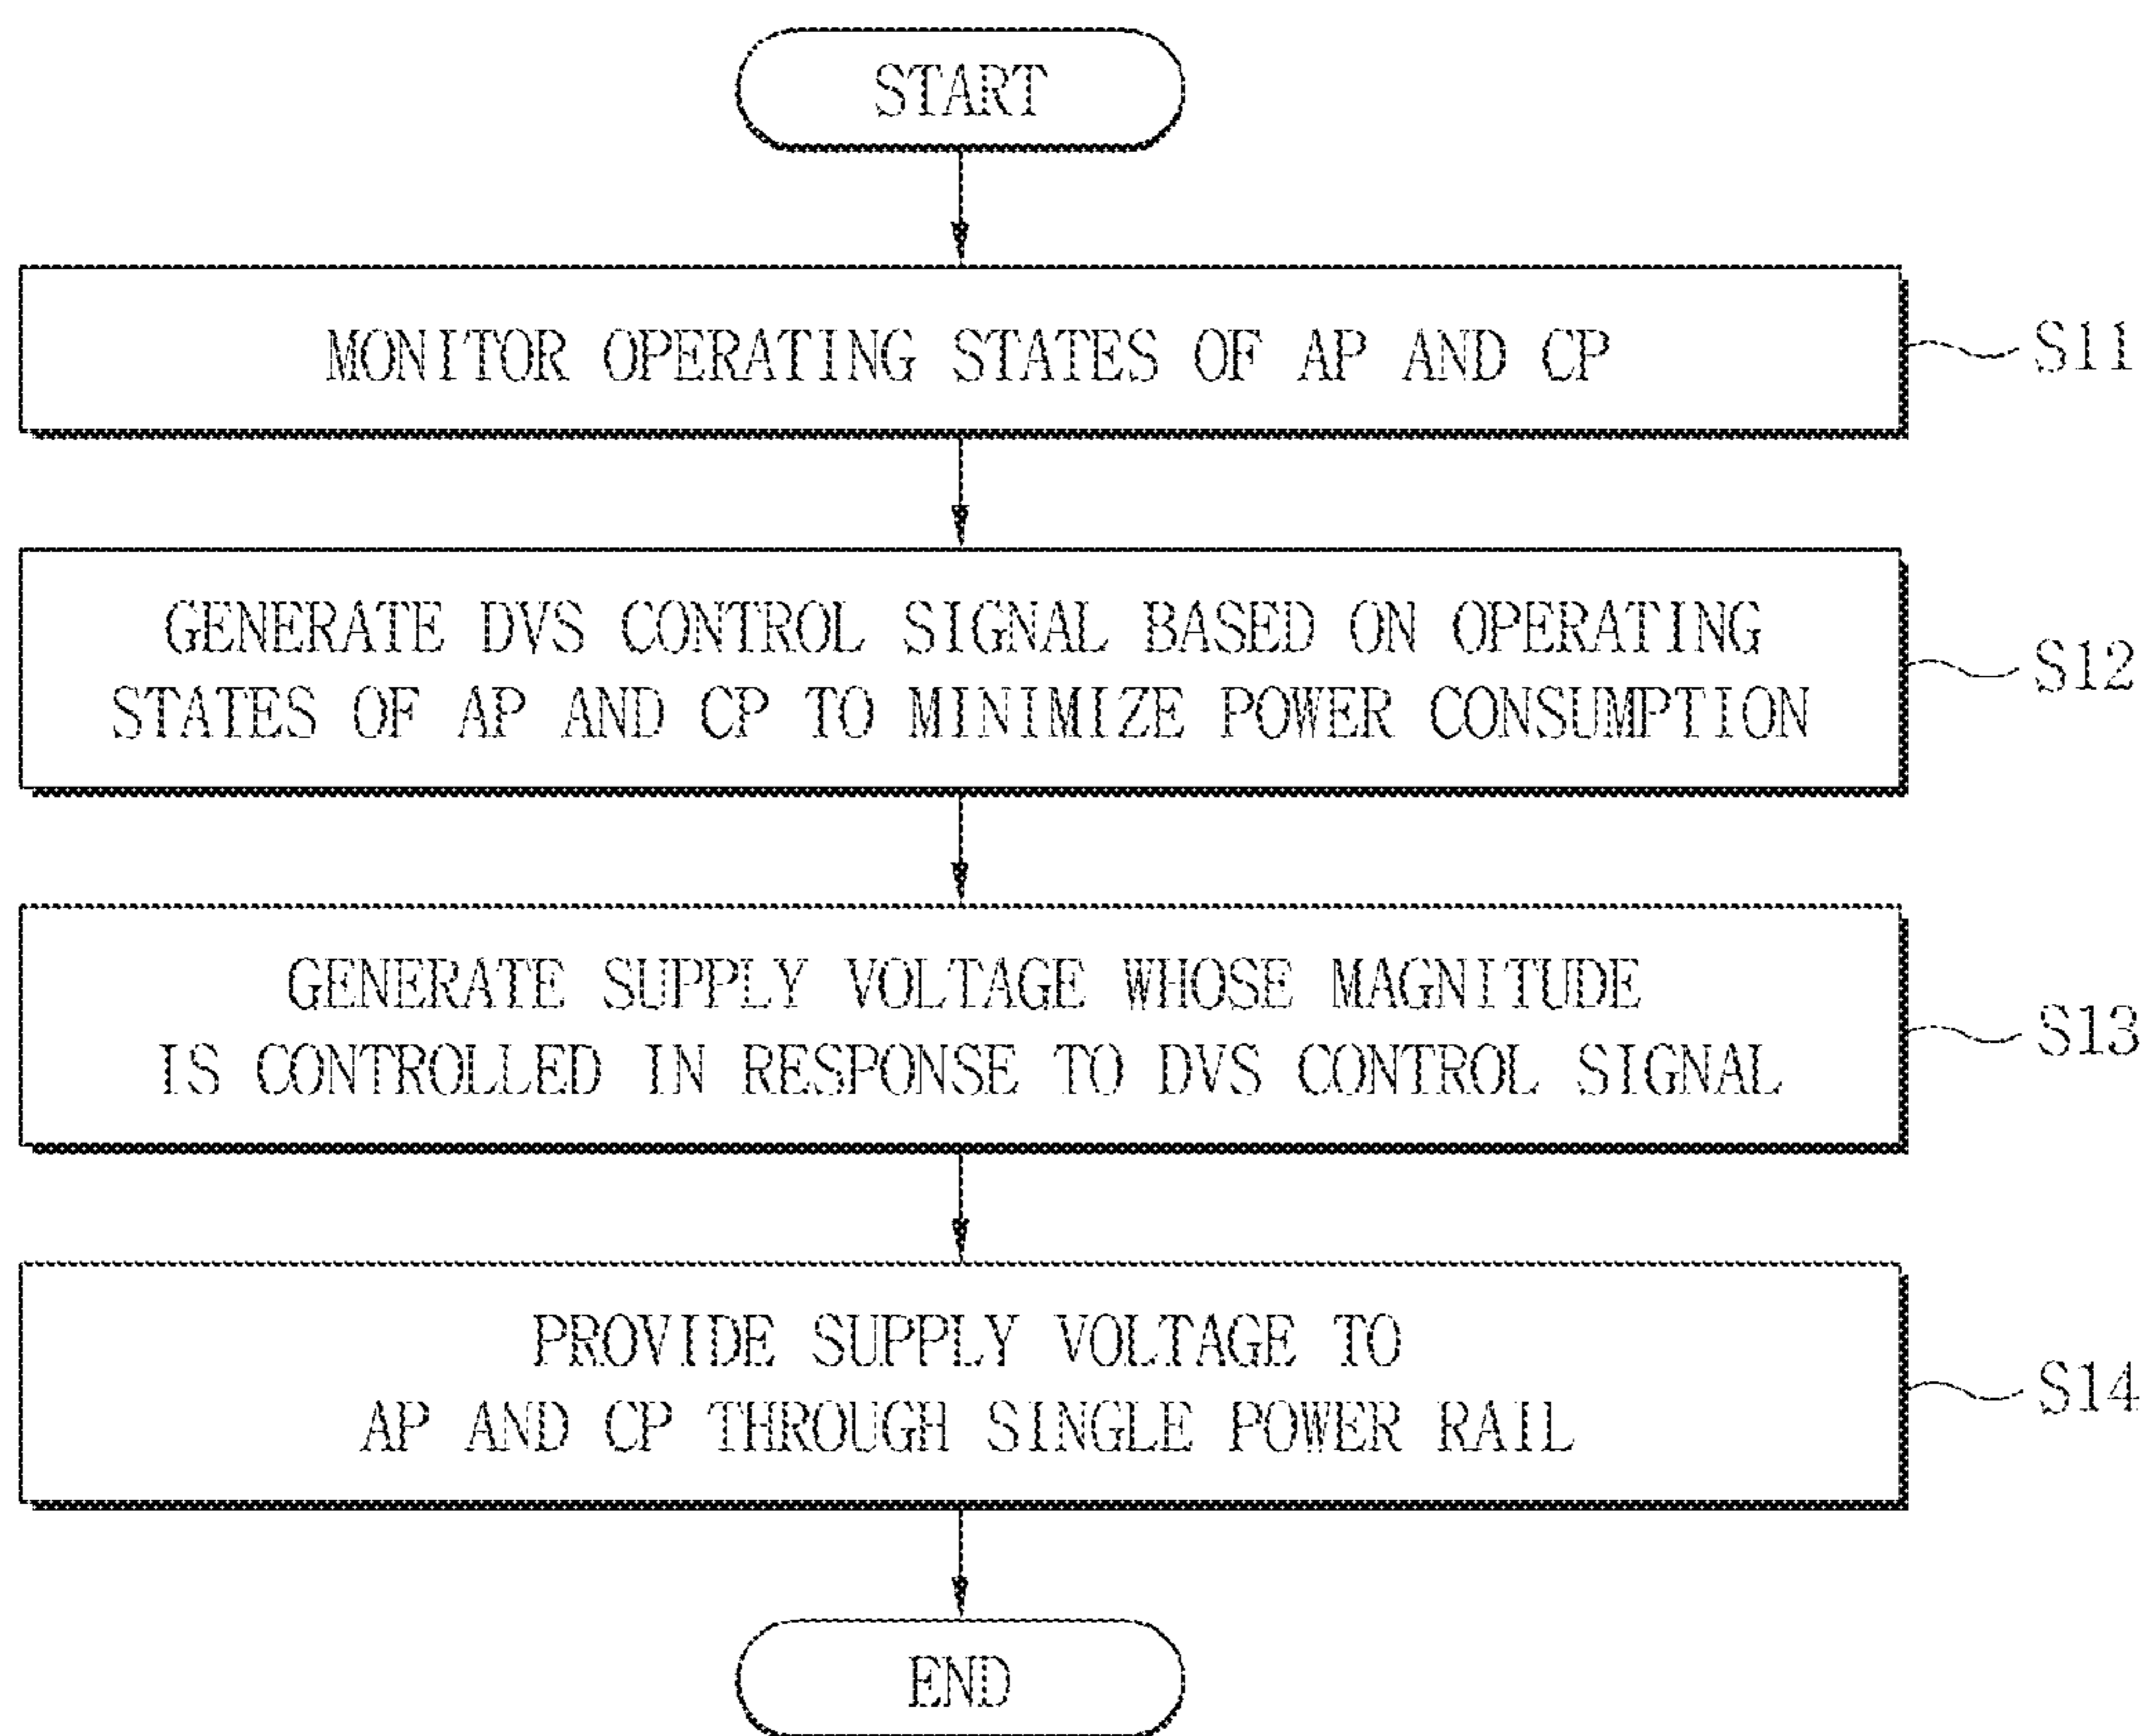 START
MONITOR OPERATING STATES OF AP AND CP
S11
GENERATE DVS CONTROL SIGNAL BASED ON OPERATING
STATES OF AP AND CP TO MINIMIZE POWER CONSUMPTION
S12
GENERATE SUPPLY VOLTAGE WHOSE MAGNITUDE
IS CONTROLLED IN RESPONSE TO DVS CONTROL SIGNAL
S13
PROVIDE SUPPLY VOLTAGE TO
AP AND CP THROUGH SINGLE POWER RAIL
S14
END